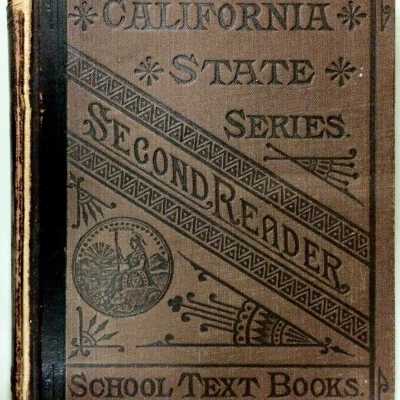 CALIFORNIA
STATE
SERIES.
SECOND READER
SCHOOL TEXT BOOKS.